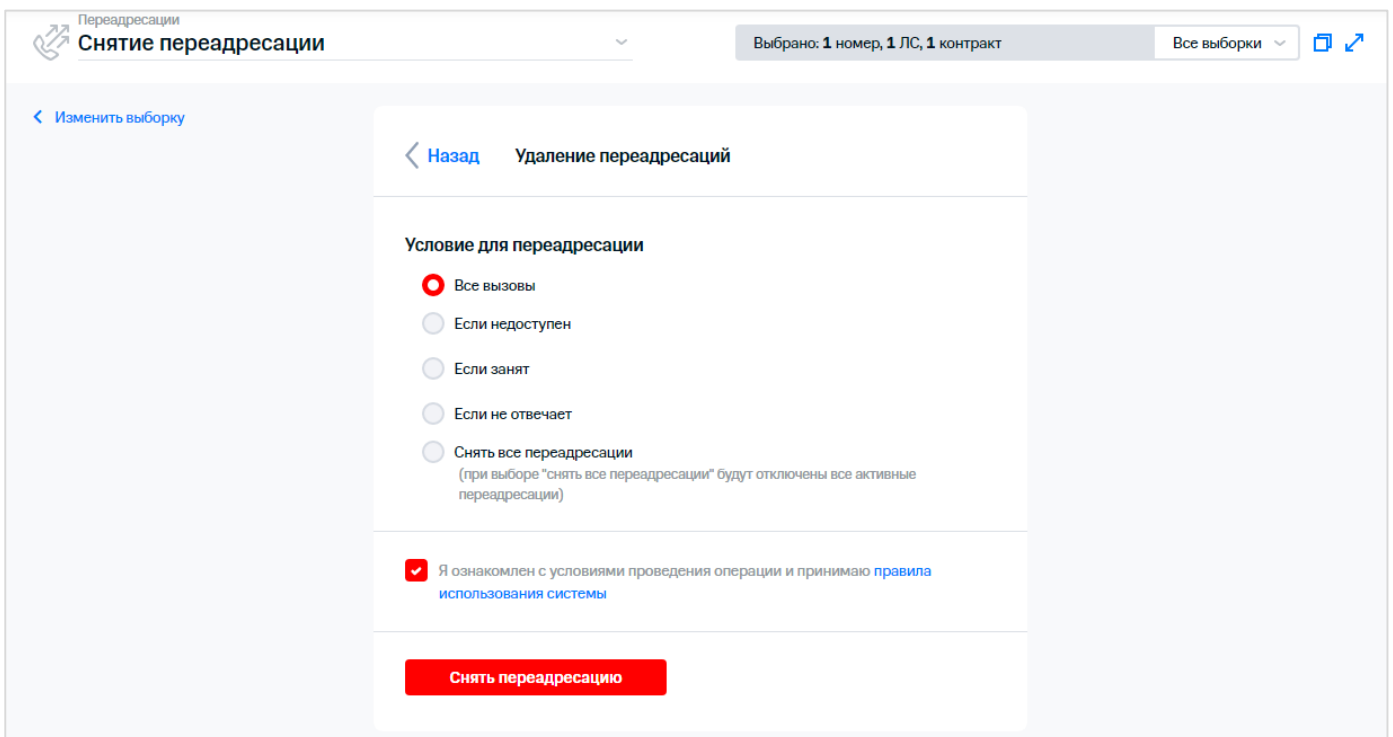 Переадресации
Снятие переадресации
Выбрано: 1 номер, 1 ЛС, 1 контракт
Все выборки
Изменить выборку
Назад
Удаление переадресаций
Условие для переадресации
Все вызовы
Если недоступен
Если занят
Если не отвечает
Снять все переадресации
(при выборе "снять все переадресации" будут отключены все активные
переадресации)
Я ознакомлен с условиями проведения операции и принимаю правила
использования системы
Снять переадресацию